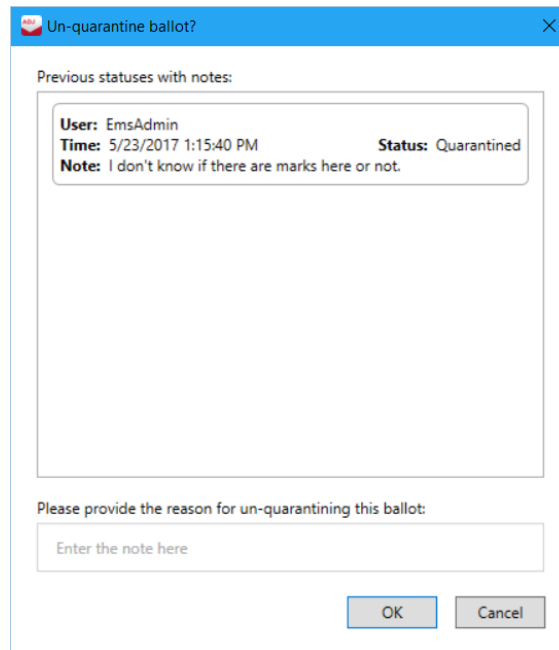 ADJ
Un-quarantine ballot?
Previous statuses with notes:
User: EmsAdmin
Time: 5/23/2017 1:15:40 PM Status: Quarantined
Note: I don't know if there are marks here or not.
Please provide the reason for un-quarantining this ballot:
Enter the note here
OK Cancel